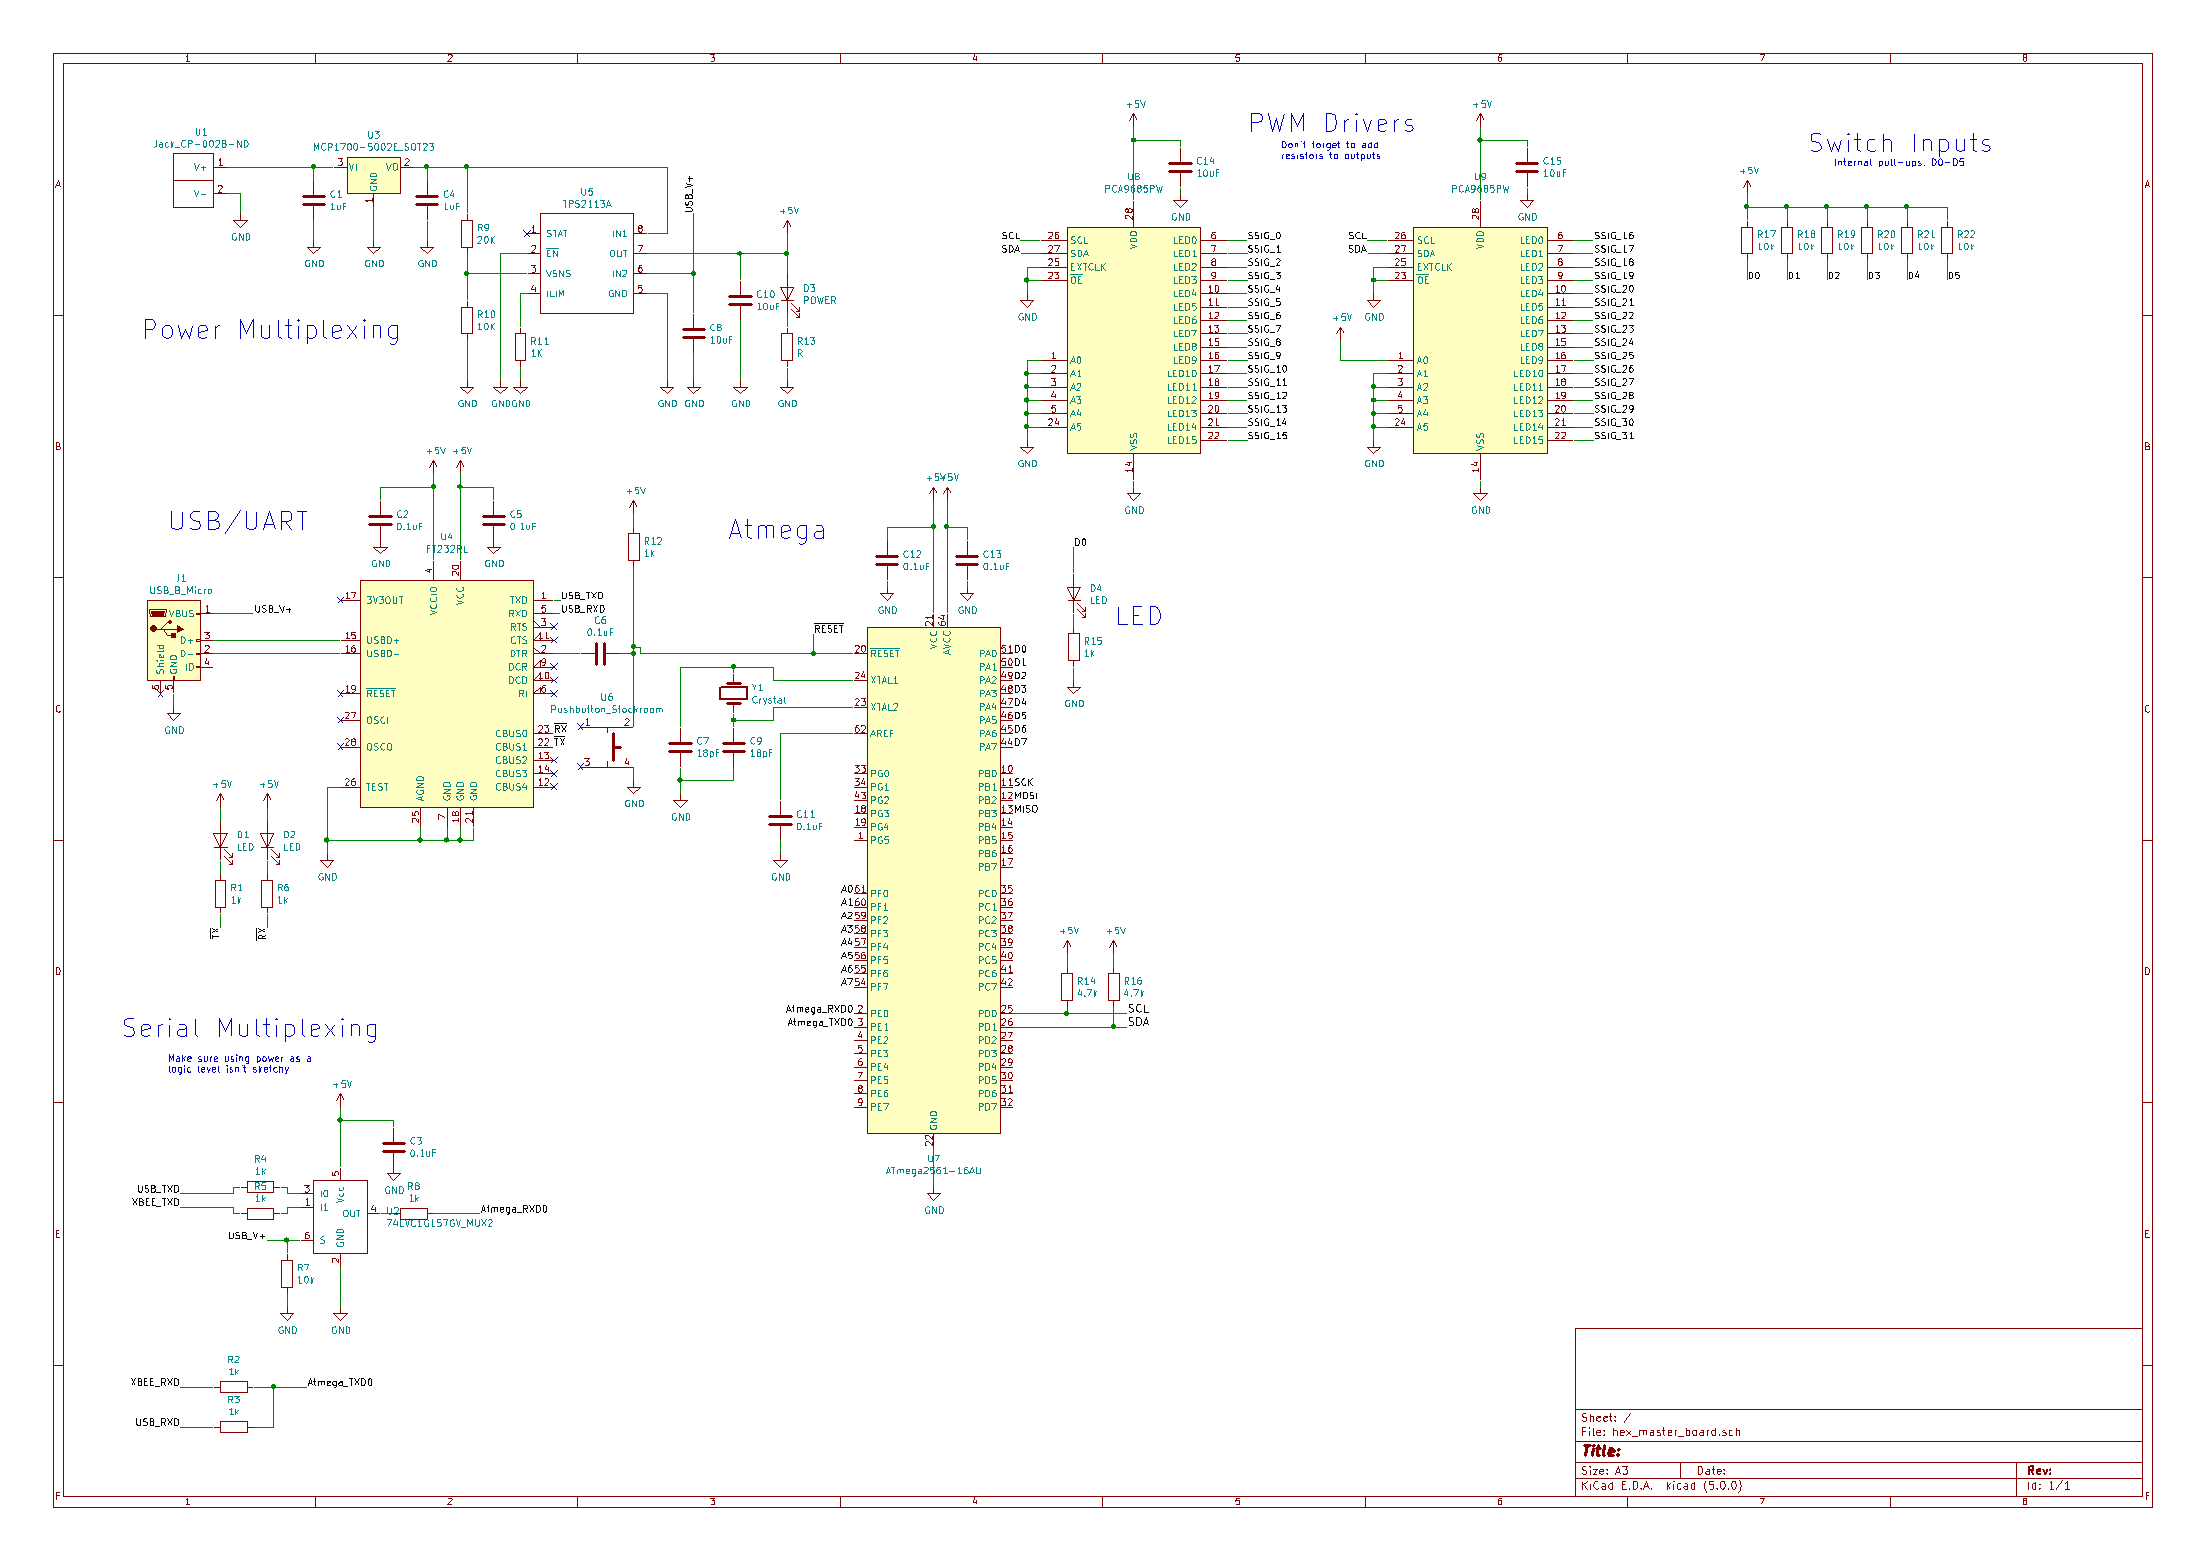 Power Multiplexing
U1
Jack_CP-002B-ND
V+ 1
V- 2
GND
C1
1uF
GND
U3
MCP1700-5002E_SOT23
3 VI VO 2
GND
1
GND
C4
1uF
GND
R9
20K
R10
10K
GND
U5
TPS2113A
1 STAT
2 EN
3 VSNS
4 ILIM
IN1 8
OUT 7
IN2 6
GND 5
R11
1K
GND GND
USB_V+
C8
10uF
GND GND
C10
10uF
GND
+5V
D3
POWER
R13
R
GND
PWM Drivers
Don't forget to add
resistors to outputs
+5V
C14
10uF
GND
U8
PCA9685PW
28
VDD
SCL 26 SCL
SDA 27 SDA
25 EXTCLK
23 OE
GND
1 A0
2 A1
3 A2
4 A3
5 A4
24 A5
GND
VSS
14
GND
LED0 6 SSIG_0
LED1 7 SSIG_1
LED2 8 SSIG_2
LED3 9 SSIG_3
LED4 10 SSIG_4
LED5 11 SSIG_5
LED6 12 SSIG_6
LED7 13 SSIG_7
LED8 15 SSIG_8
LED9 16 SSIG_9
LED10 17 SSIG_10
LED11 18 SSIG_11
LED12 19 SSIG_12
LED13 20 SSIG_13
LED14 21 SSIG_14
LED15 22 SSIG_15
+5V
C15
10uF
GND
U9
PCA9685PW
28
VDD
SCL 26 SCL
SDA 27 SDA
25 EXTCLK
23 OE
GND
+5V
1 A0
2 A1
3 A2
4 A3
5 A4
24 A5
GND
VSS
14
GND
LED0 6 SSIG_16
LED1 7 SSIG_17
LED2 8 SSIG_18
LED3 9 SSIG_19
LED4 10 SSIG_20
LED5 11 SSIG_21
LED6 12 SSIG_22
LED7 13 SSIG_23
LED8 15 SSIG_24
LED9 16 SSIG_25
LED10 17 SSIG_26
LED11 18 SSIG_27
LED12 19 SSIG_28
LED13 20 SSIG_29
LED14 21 SSIG_30
LED15 22 SSIG_31
Switch Inputs
Internal pull-ups. D0-D5
+5V
R17 R18 R19 R20 R21 R22
10k 10k 10k 10k 10k 10k
D0 D1 D2 D3 D4 D5
USB/UART
+5V +5V
C2
0.1uF
GND
C5
0.1uF
GND
U4
FT232RL
4 20
VCCIO VCC
J1
USB_B_Micro
VBUS 1 USB_V+
D+ 3
D- 2
ID 4
Shield GND
6 5
GND
17 3V3OUT
15 USBD+
16 USBD-
19 RESET
27 OSCI
28 OSCO
26 TEST
AGND GND GND GND
25 7 18 21
GND
TXD 1 USB_TXD
RXD 5 USB_RXD
RTS 3
CTS 11
DTR 2
DCR 9
DCD 10
RI 6
CBUS0 23 RX
CBUS1 22 TX
CBUS2 13
CBUS3 14
CBUS4 12
C6
0.1uF
+5V
R12
1k
U6
Pushbutton_Stockroom
1 2
3 4
GND
+5V +5V
D1
LED
D2
LED
R1
1k
R6
1k
TX RX
Atmega
+5V +5V
C12
0.1uF
GND
C13
0.1uF
GND
21 64
VCC AVCC
RESET
20 RESET
24 XTAL1
23 XTAL2
62 AREF
Y1
Crystal
C7
18pF
C9
18pF
GND
C11
0.1uF
GND
33 PG0
34 PG1
43 PG2
18 PG3
19 PG4
1 PG5
A0 61 PF0
A1 60 PF1
A2 59 PF2
A3 58 PF3
A4 57 PF4
A5 56 PF5
A6 55 PF6
A7 54 PF7
Atmega_RXD0 2 PE0
Atmega_TXD0 3 PE1
4 PE2
5 PE3
6 PE4
7 PE5
8 PE6
9 PE7
PA0 51 D0
PA1 50 D1
PA2 49 D2
PA3 48 D3
PA4 47 D4
PA5 46 D5
PA6 45 D6
PA7 44 D7
PB0 10
PB1 11 SCK
PB2 12 MOSI
PB3 13 MISO
PB4 14
PB5 15
PB6 16
PB7 17
PC0 35
PC1 36
PC2 37
PC3 38
PC4 39
PC5 40
PC6 41
PC7 42
PD0 25 SCL
PD1 26 SDA
PD2 27
PD3 28
PD4 29
PD5 30
PD6 31
PD7 32
+5V +5V
R14
4.7k
R16
4.7k
GND
22
U7
ATmega2561-16AU
GND
D0
D4
LED
R15
1k
GND
LED
Serial Multiplexing
Make sure using power as a
logic level isn't sketchy
+5V
C3
0.1uF
GND
R4
1k
R5
1k
USB_TXD
XBEE_TXD
3 I0
1 I1
6 S
5
Vcc
OUT 4
GND
2
GND
U2
74LVC1G157GV_MUX2
R8
1k
Atmega_RXD0
USB_V+
R7
10k
GND
R2
1k
XBEE_RXD Atmega_TXD0
R3
1k
USB_RXD
Sheet: /
File: hex_master_board.sch
Title:
Size: A3 Date: Rev:
KiCad E.D.A. kicad (5.0.0) Id: 1/1
1 2 3 4 5 6 7 8
A B C D E F
1 2 3 4 5 6 7 8
A B C D E F